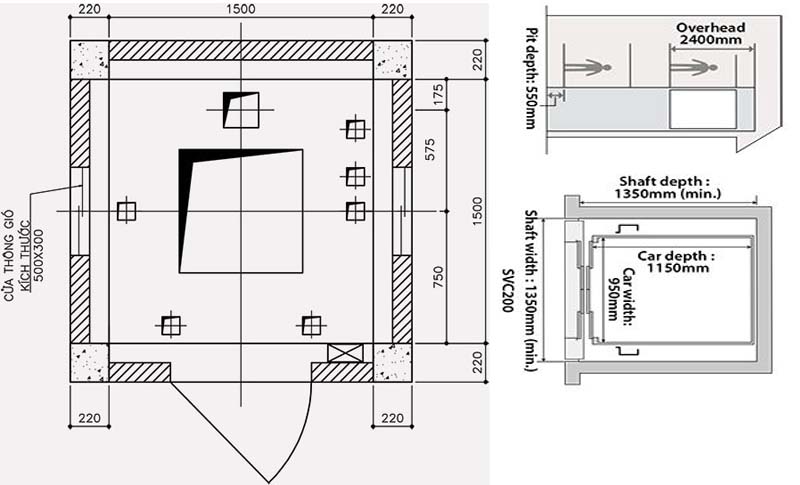 220
1500
220
220
175
575
1500
750
220
220
220
CỬA THÔNG GIÓ
KÍCH THƯỚC
500X300
Overhead
2400mm
Pit depth: 550mm
Shaft depth :
1350mm (min.)
Shaft width : 1350mm (min.)
SVC200
Car depth :
1150mm
Car width:
950mm